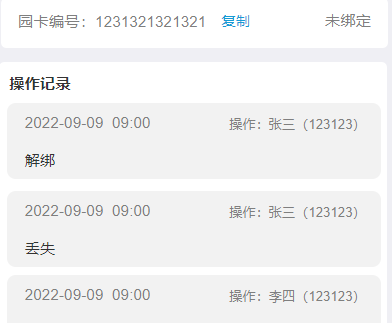 园卡编号：1231321321321 复制 未绑定
操作记录
2022-09-09 09:00 操作：张三（123123）
解绑
2022-09-09 09:00 操作：张三（123123）
丢失
2022-09-09 09:00 操作：李四（123123）